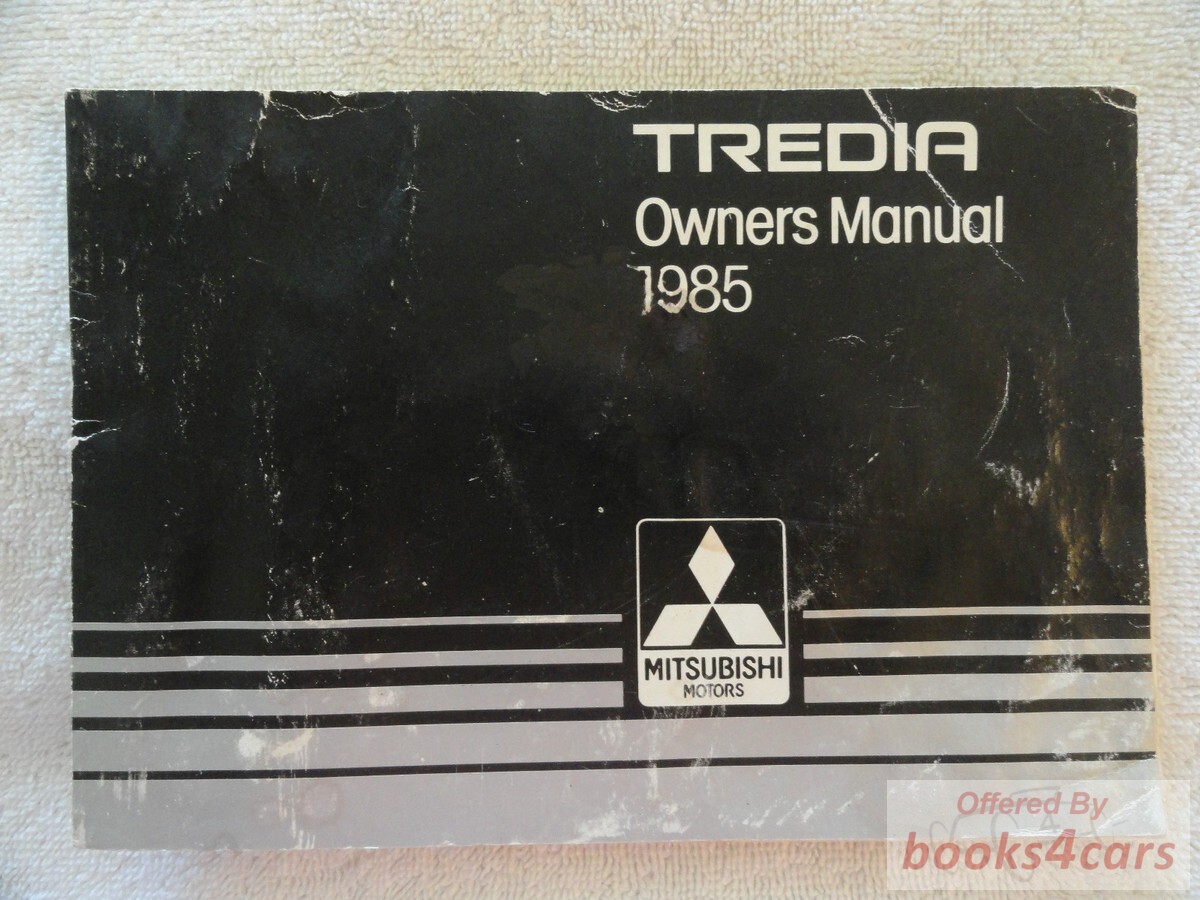 TREDIA
Owners Manual
1985
MITSUBISHI
MOTORS
Offered By
books4cars